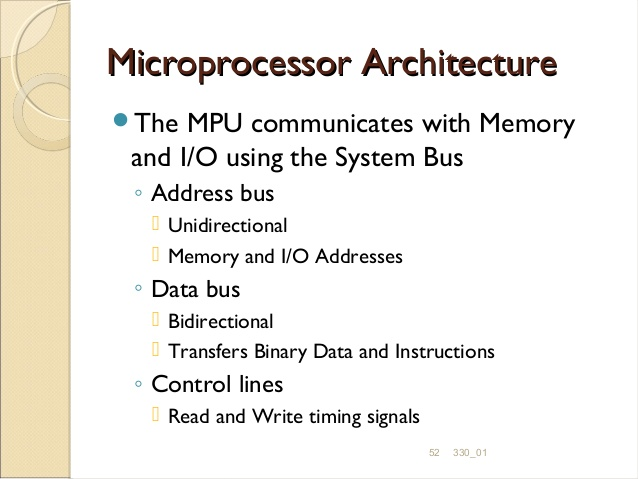 Microprocessor Architecture
The MPU communicates with Memory
and I/O using the System Bus
Address bus
Unidirectional
Memory and I/O Addresses
Data bus
Bidirectional
Transfers Binary Data and Instructions
Control lines
Read and Write timing signals
52 330_01